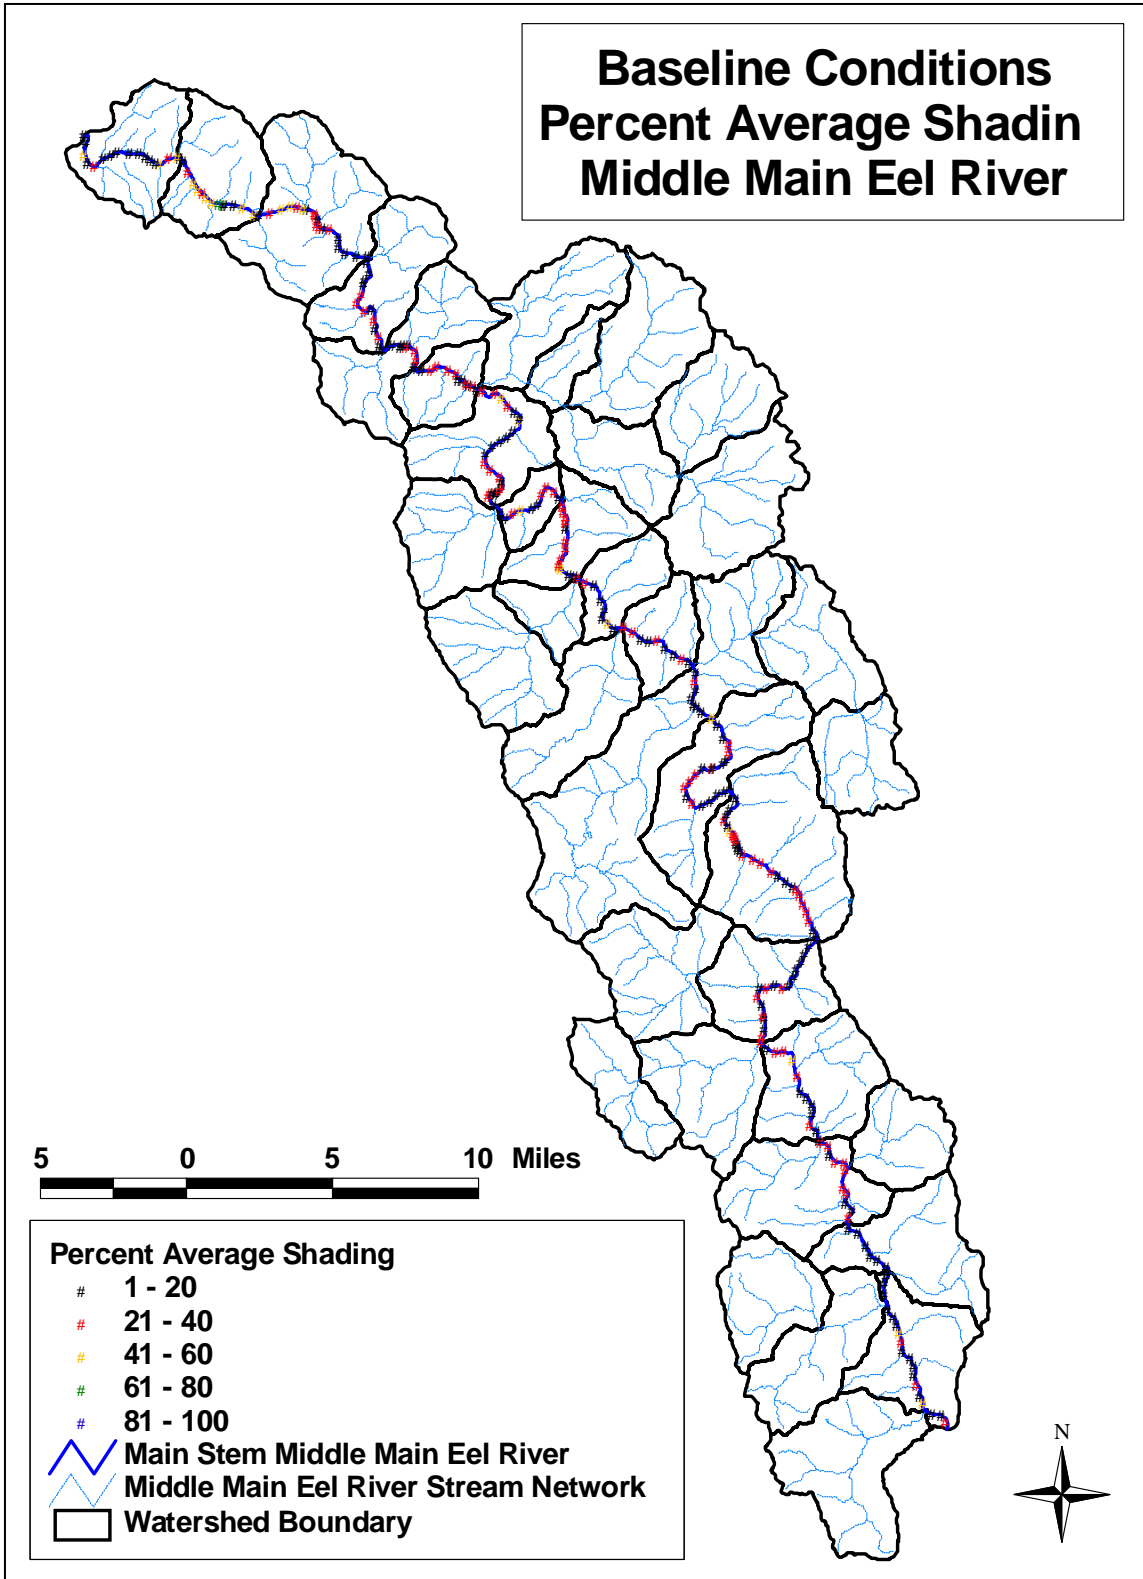 Baseline Conditions
Percent Average Shadin
Middle Main Eel River
5 0 5 10 Miles
Percent Average Shading
# 1 - 20
# 21 - 40
# 41 - 60
# 61 - 80
# 81 - 100
Main Stem Middle Main Eel River
Middle Main Eel River Stream Network
Watershed Boundary
N